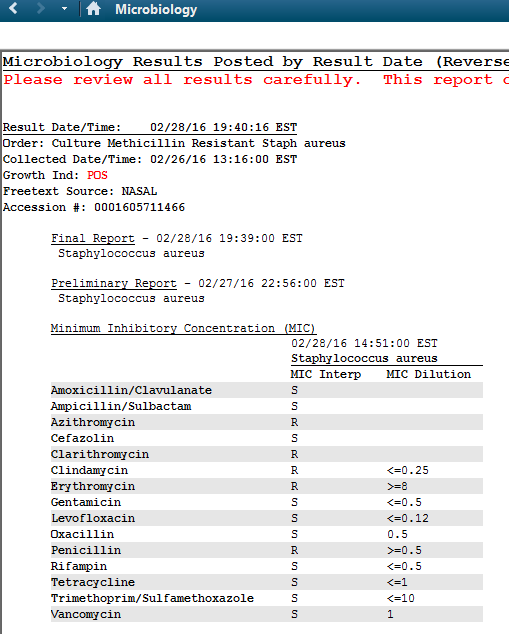 Microbiology
Microbiology Results Posted by Result Date (Reverse
Please review all results carefully. This report
Result Date/Time: 02/28/16 19:40:16 EST
Order: Culture Methicillin Resistant Staph aureus
Collected Date/Time: 02/26/16 13:16:00 EST
Growth Ind: POS
Freetext Source: NASAL
Accession #: 0001605711466
Final Report - 02/28/16 19:39:00 EST
Staphylococcus aureus
Preliminary Report - 02/27/16 22:56:00 EST
Staphylococcus aureus
Minimum Inhibitory Concentration (MIC)
02/28/16 14:51:00 EST
Staphylococcus aureus
MIC Interp MIC Dilution
Amoxicillin/Clavulanate S
Ampicillin/Sulbactam S
Azithromycin R
Cefazolin S
Clarithromycin R
Clindamycin R <=0.25
Erythromycin R >=8
Gentamicin S <=0.5
Levofloxacin S <=0.12
Oxacillin S 0.5
Penicillin R >=0.5
Rifampin S <=0.5
Tetracycline S <=1
Trimethoprim/Sulfamethoxazole S <=10
Vancomycin S 1